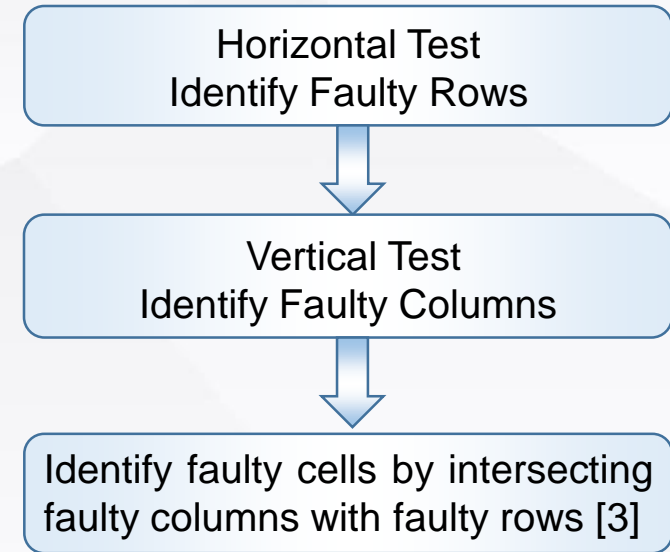 Horizontal Test
Identify Faulty Rows
Vertical Test
Identify Faulty Columns
Identify faulty cells by intersecting
faulty columns with faulty rows [3]